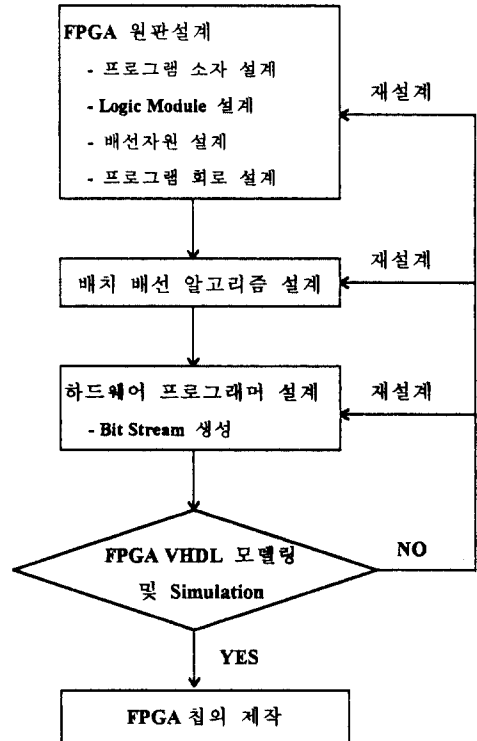 FPGA 원판설계
- 프로그램 소자 설계
- Logic Module 설계
- 배선자원 설계
- 프로그램 회로 설계
재설계
배치 배선 알고리즘 설계
재설계
하드웨어 프로그래머 설계
- Bit Stream 생성
재설계
FPGA VHDL 모델링
및 Simulation
NO
YES
FPGA 칩의 제작